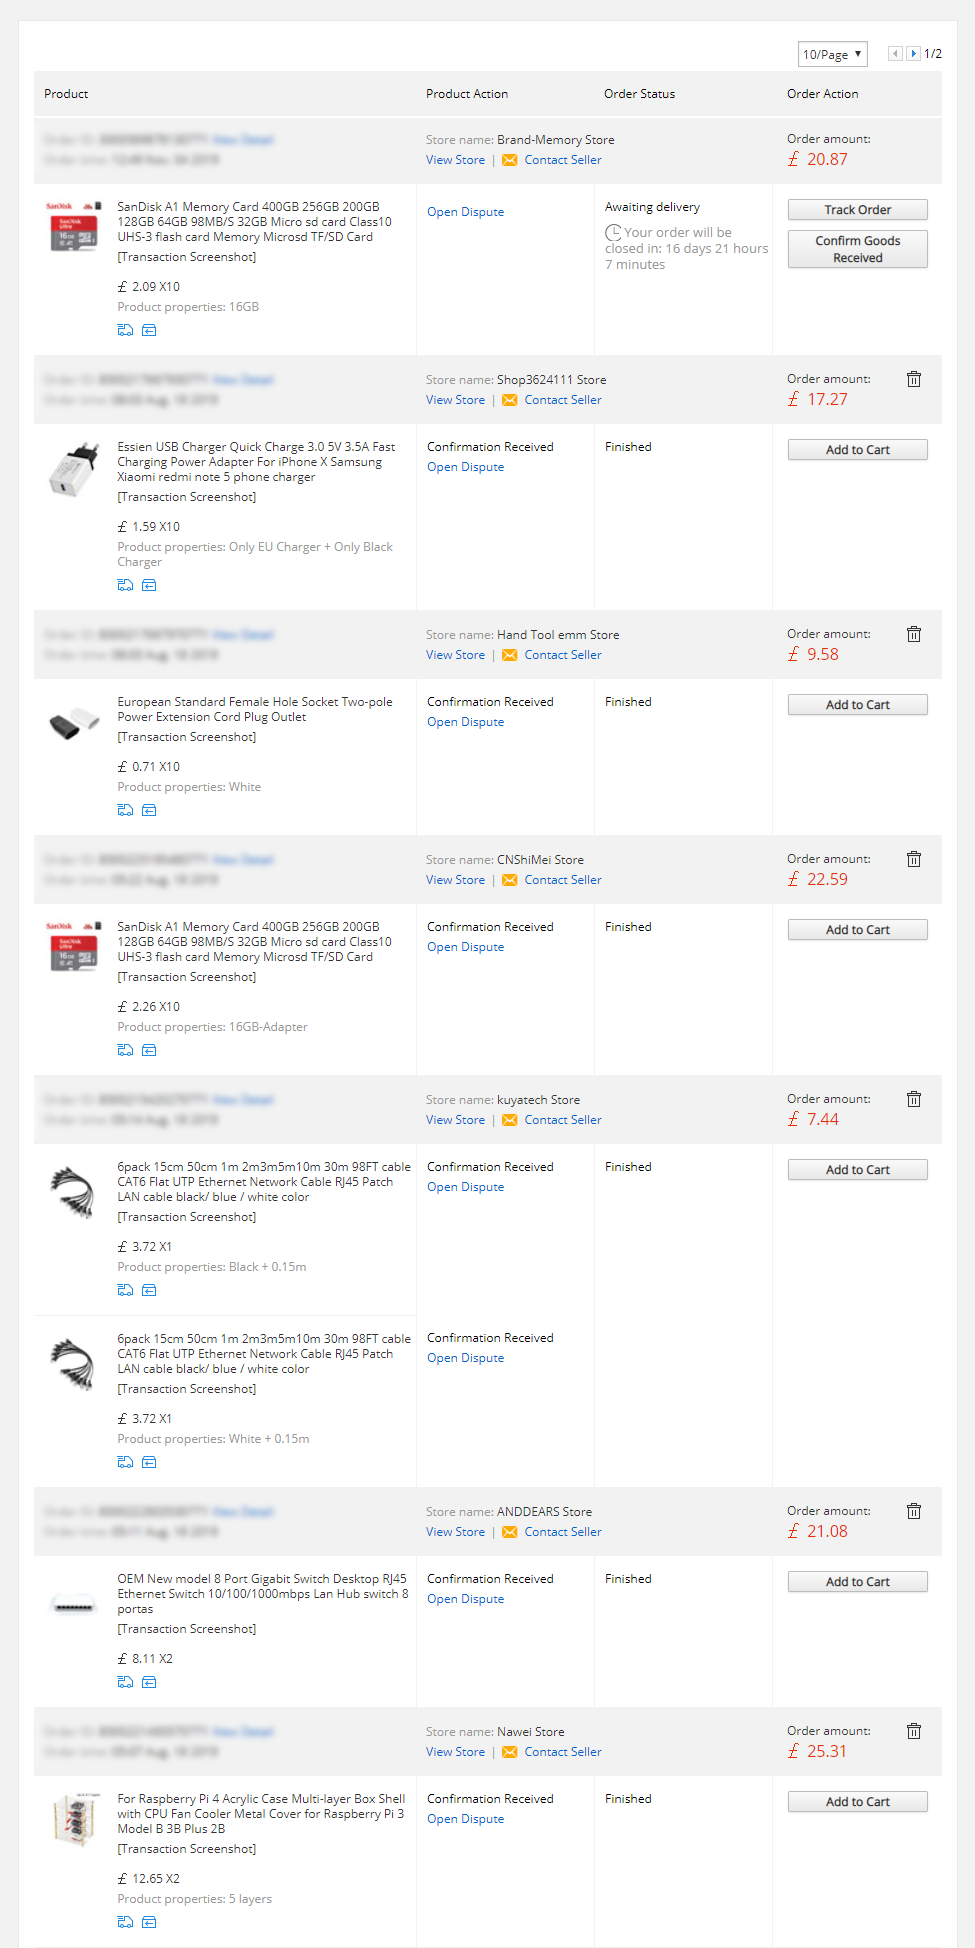 10/Page ▼ 1/2
Product Product Action Order Status Order Action
Store name: Brand-Memory Store
View Store | Contact Seller
Order amount:
£ 20.87
SanDisk A1 Memory Card 400GB 256GB 200GB
128GB 64GB 98MB/S 32GB Micro sd card Class10
UHS-3 flash card Memory Microsd TF/SD Card
[Transaction Screenshot]
£ 2.09 X10
Product properties: 16GB
Open Dispute
Awaiting delivery
Your order will be
closed in: 16 days 21 hours
7 minutes
Track Order
Confirm Goods
Received
Store name: Shop3624111 Store
View Store | Contact Seller
Order amount:
£ 17.27
Essien USB Charger Quick Charge 3.0 5V 3.5A Fast
Charging Power Adapter For iPhone X Samsung
Xiaomi redmi note 5 phone charger
[Transaction Screenshot]
£ 1.59 X10
Product properties: Only EU Charger + Only Black
Charger
Confirmation Received
Open Dispute
Finished
Add to Cart
Store name: Hand Tool emm Store
View Store | Contact Seller
Order amount:
£ 9.58
European Standard Female Hole Socket Two-pole
Power Extension Cord Plug Outlet
[Transaction Screenshot]
£ 0.71 X10
Product properties: White
Confirmation Received
Open Dispute
Finished
Add to Cart
Store name: CNShiMei Store
View Store | Contact Seller
Order amount:
£ 22.59
SanDisk A1 Memory Card 400GB 256GB 200GB
128GB 64GB 98MB/S 32GB Micro sd card Class10
UHS-3 flash card Memory Microsd TF/SD Card
[Transaction Screenshot]
£ 2.26 X10
Product properties: 16GB-Adapter
Confirmation Received
Open Dispute
Finished
Add to Cart
Store name: kuyatech Store
View Store | Contact Seller
Order amount:
£ 7.44
6pack 15cm 50cm 1m 2m3m5m10m 30m 98FT cable
CAT6 Flat UTP Ethernet Network Cable RJ45 Patch
LAN cable black/ blue / white color
[Transaction Screenshot]
£ 3.72 X1
Product properties: Black + 0.15m
Confirmation Received
Open Dispute
Finished
Add to Cart
6pack 15cm 50cm 1m 2m3m5m10m 30m 98FT cable
CAT6 Flat UTP Ethernet Network Cable RJ45 Patch
LAN cable black/ blue / white color
[Transaction Screenshot]
£ 3.72 X1
Product properties: White + 0.15m
Confirmation Received
Open Dispute
Store name: ANDDEARS Store
View Store | Contact Seller
Order amount:
£ 21.08
OEM New model 8 Port Gigabit Switch Desktop RJ45
Ethernet Switch 10/100/1000mbps Lan Hub switch 8
portas
[Transaction Screenshot]
£ 8.11 X2
Confirmation Received
Open Dispute
Finished
Add to Cart
Store name: Nawei Store
View Store | Contact Seller
Order amount:
£ 25.31
For Raspberry Pi 4 Acrylic Case Multi-layer Box Shell
with CPU Fan Cooler Metal Cover for Raspberry Pi 3
Model B 3B Plus 2B
[Transaction Screenshot]
£ 12.65 X2
Product properties: 5 layers
Confirmation Received
Open Dispute
Finished
Add to Cart